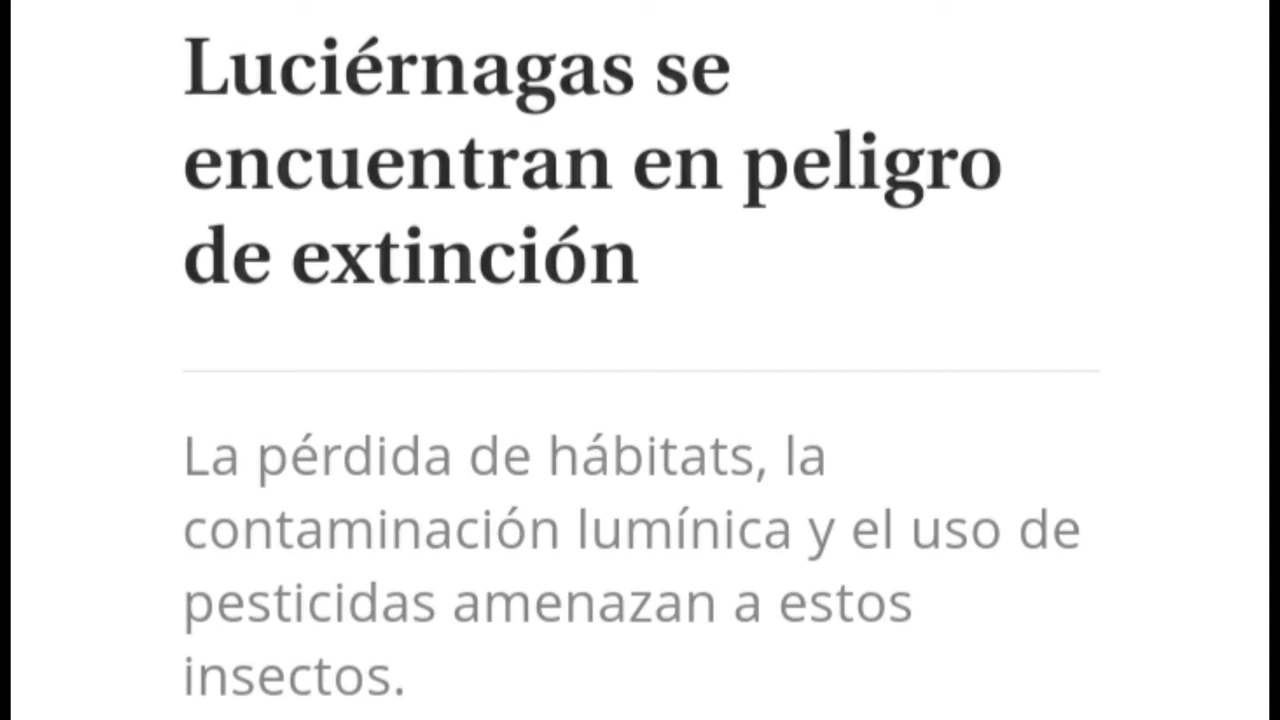 Luciérnagas se
encuentran en peligro
de extinción
La pérdida de hábitats, la
contaminación lumínica y el uso de
pesticidas amenazan a estos
insectos.